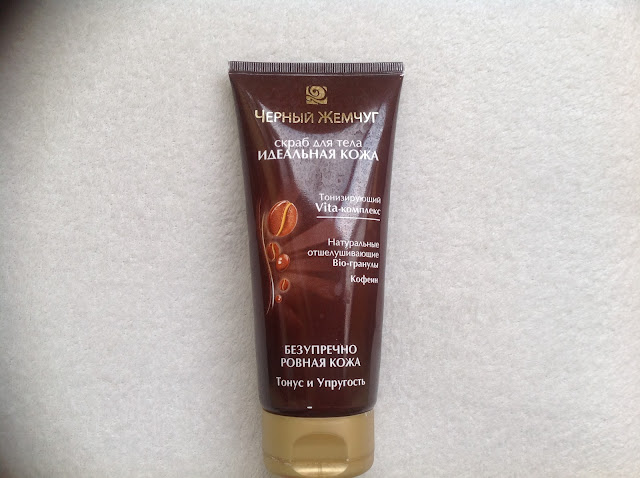 ЧЕРНЫЙ ЖЕМЧУГ
скраб для тела
ИДЕАЛЬНАЯ КОЖА
Тонизирующий
Vita-комплекс
Натуральные
отшелушивающие
Bio-гранулы
Кофеин
БЕЗУПРЕЧНО
РОВНАЯ КОЖА
Тонус и Упругость